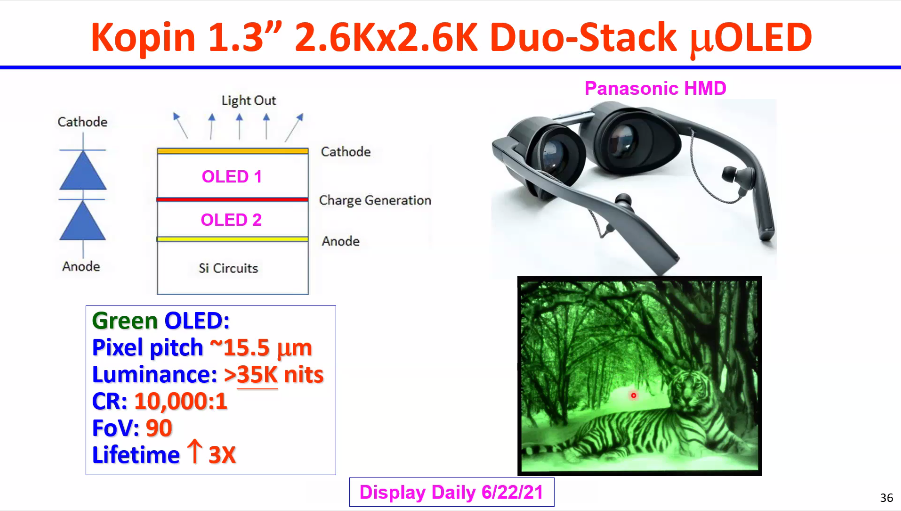 Kopin 1.3” 2.6Kx2.6K Duo-Stack μOLED
Light Out
Cathode
Anode
Cathode
OLED 1
Charge Generation
OLED 2
Anode
Si Circuits
Panasonic HMD
Green OLED:
Pixel pitch ~15.5 μm
Luminance: >35K nits
CR: 10,000:1
FoV: 90
Lifetime ↑ 3X
Display Daily 6/22/21
36